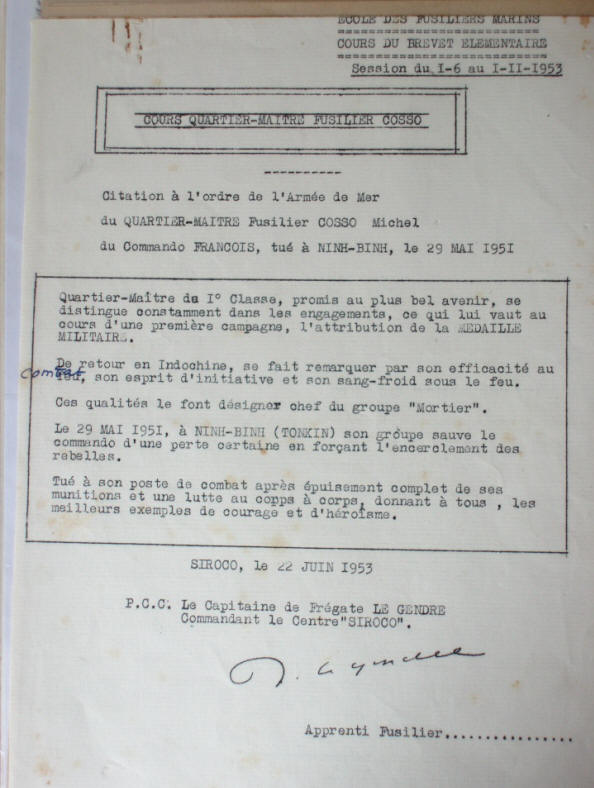 ECOLE DES FUSILIERS MARINS
COURS DU BREVET ELEMENTAIRE
Session du I-6 au I-II-I953
COURS QUARTIER-MAITRE FUSILIER COSSO
Citation à l'ordre de l'Armée de Mer
du QUARTIER-MAITRE Fusilier COSSO Michel
du Commando FRANCOIS, tué à NINH-BINH, le 29 MAI I95I
Quartier-Maître de I° Classe, promis au plus bel avenir, se
distingue constamment dans les engagements, ce qui lui vaut au
cours d'une première campagne, l'attribution de la MEDAILLE
MILITAIRE.
De retour en Indochine, se fait remarquer par son efficacité au
combat
feu, son esprit d'initiative et son sang-froid sous le feu.
Ces qualités le font désigner chef du groupe "Mortier".
Le 29 MAI I95I, à NINH-BINH (TONKIN) son groupe sauve le
commando d'une perte certaine en forçant l'encerclement des
rebelles.
Tué à son poste de combat après épuisement complet de ses
munitions et une lutte au copps à corps, donnant à tous , les
meilleurs exemples de courage et d'héroïsme.
SIROCO, le 22 JUIN I953
P.C.C. Le Capitaine de Frégate LE GENDRE
Commandant le Centre"SIROCO".
Apprenti Fusilier................